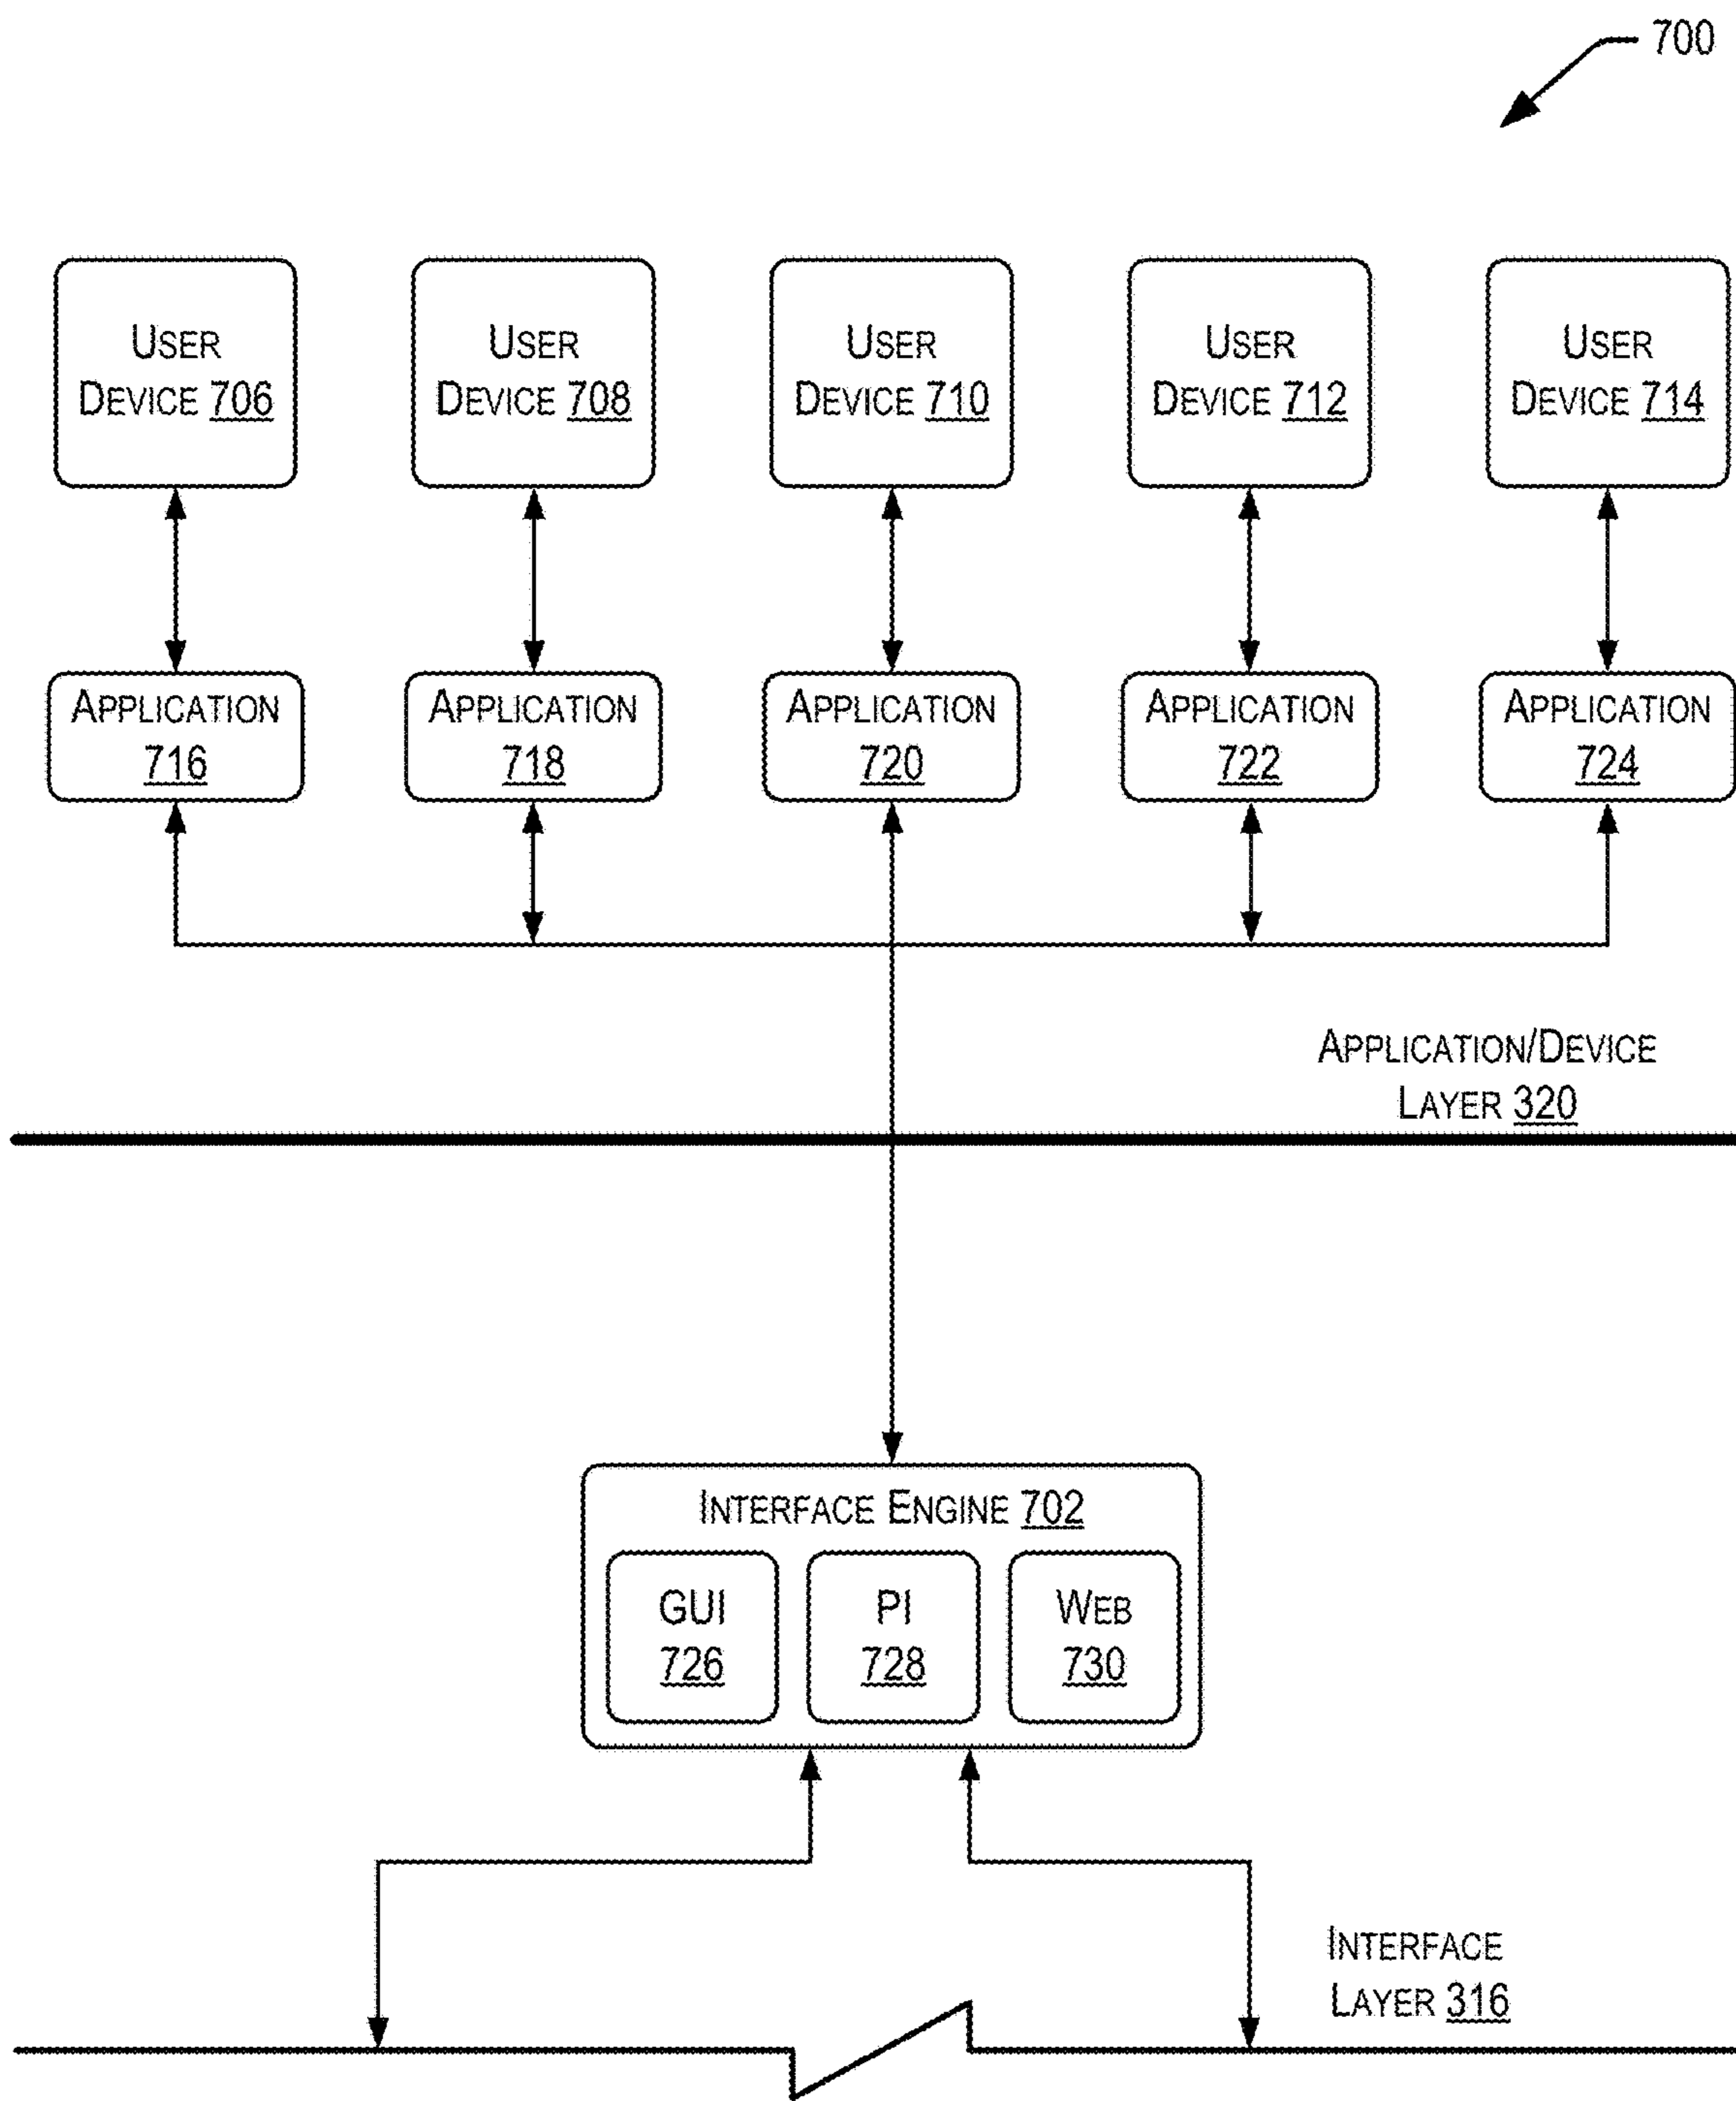 700
USER
DEVICE 706
USER
DEVICE 708
USER
DEVICE 710
USER
DEVICE 712
USER
DEVICE 714
APPLICATION
716
APPLICATION
718
APPLICATION
720
APPLICATION
722
APPLICATION
724
APPLICATION/DEVICE
LAYER 320
INTERFACE ENGINE 702
GUI
726
PI
728
WEB
730
INTERFACE
LAYER 316